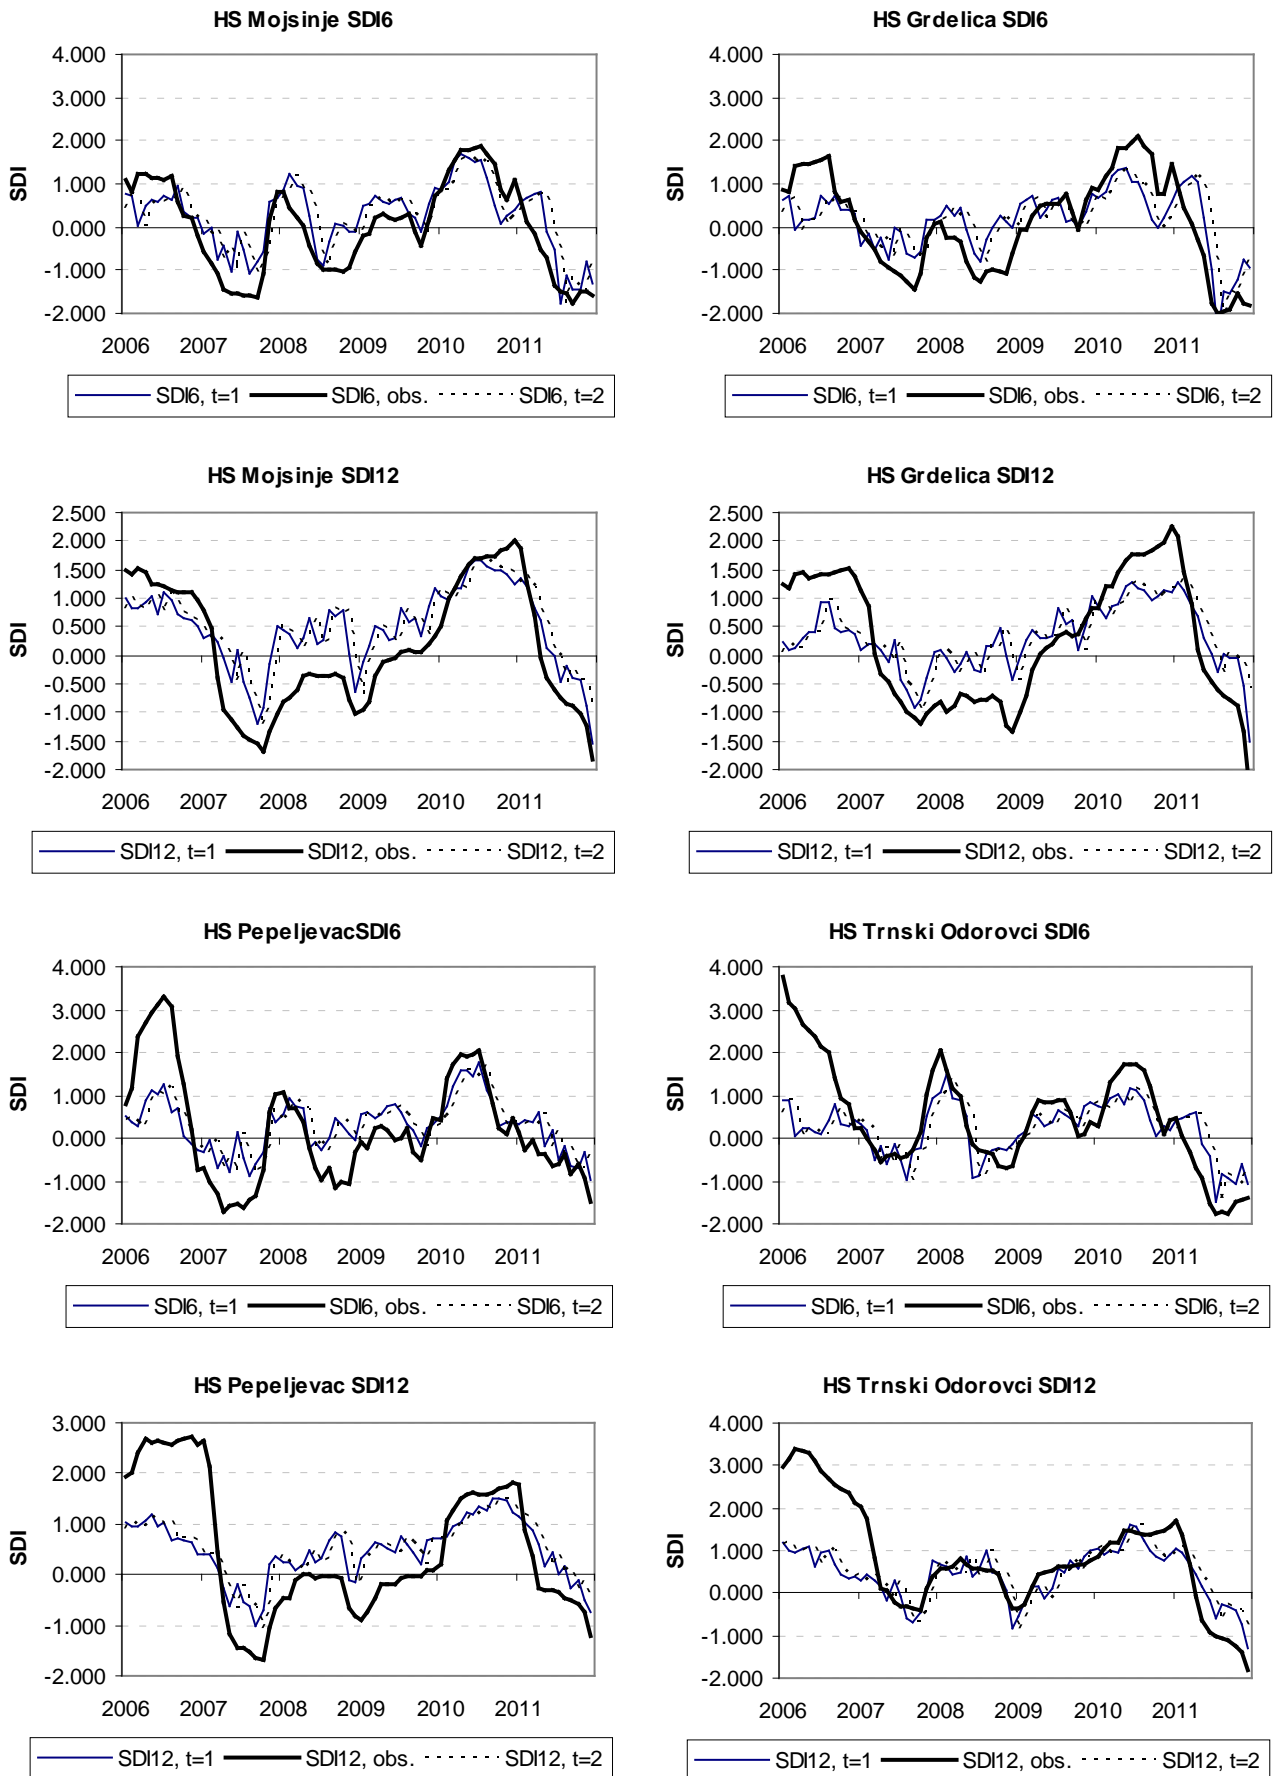 HS Mojsinje SDI6
4.000
3.000
2.000
1.000
0.000
-1.000
-2.000
SDI
2006 2007 2008 2009 2010 2011
SDI6, t=1 SDI6, obs. SDI6, t=2
HS Grdelica SDI6
4.000
3.000
2.000
1.000
0.000
-1.000
-2.000
SDI
2006 2007 2008 2009 2010 2011
SDI6, t=1 SDI6, obs. SDI6, t=2
HS Mojsinje SDI12
2.500
2.000
1.500
1.000
0.500
0.000
-0.500
-1.000
-1.500
-2.000
SDI
2006 2007 2008 2009 2010 2011
SDI12, t=1 SDI12, obs. SDI12, t=2
HS Grdelica SDI12
2.500
2.000
1.500
1.000
0.500
0.000
-0.500
-1.000
-1.500
-2.000
SDI
2006 2007 2008 2009 2010 2011
SDI12, t=1 SDI12, obs. SDI12, t=2
HS PepeljevacSDI6
4.000
3.000
2.000
1.000
0.000
-1.000
-2.000
SDI
2006 2007 2008 2009 2010 2011
SDI6, t=1 SDI6, obs. SDI6, t=2
HS Trnski Odorovci SDI6
4.000
3.000
2.000
1.000
0.000
-1.000
-2.000
SDI
2006 2007 2008 2009 2010 2011
SDI6, t=1 SDI6, obs. SDI6, t=2
HS Pepeljevac SDI12
3.000
2.000
1.000
0.000
-1.000
-2.000
SDI
2006 2007 2008 2009 2010 2011
SDI12, t=1 SDI12, obs. SDI12, t=2
HS Trnski Odorovci SDI12
4.000
3.000
2.000
1.000
0.000
-1.000
-2.000
SDI
2006 2007 2008 2009 2010 2011
SDI12, t=1 SDI12, obs. SDI12, t=2